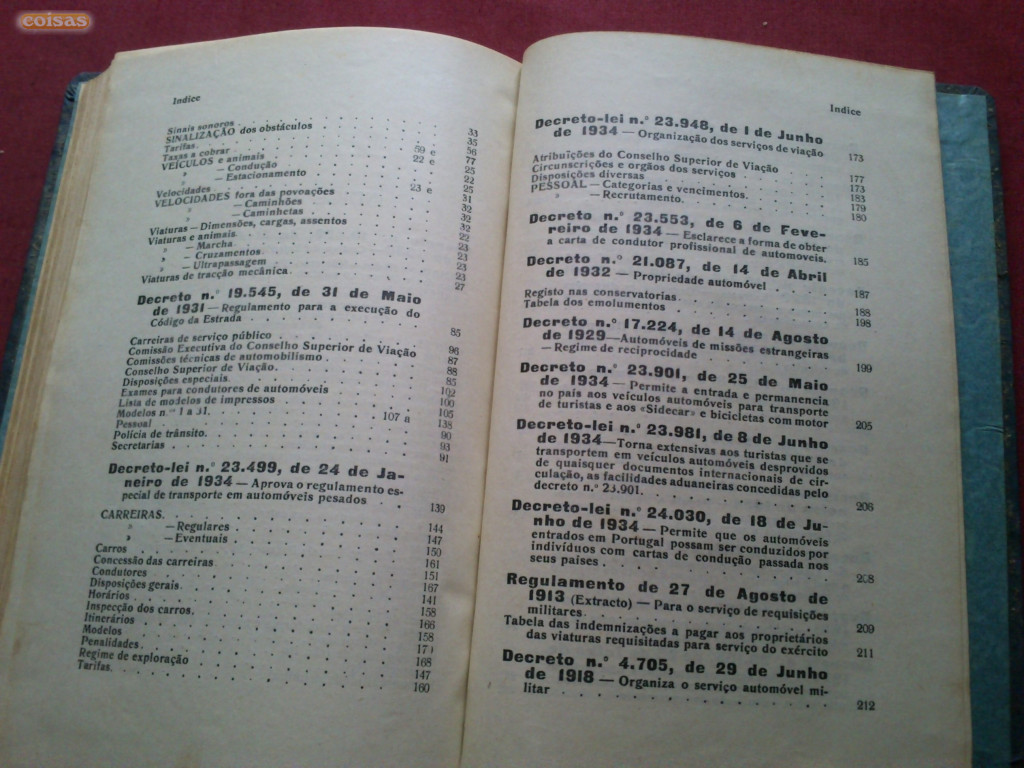 coisas
Indice
Sinais sonoros 33
SINALIZAÇÃO dos obstáculos 35
Tarifas. 56
Taxas a cobrar 59 e 77
VEÍCULOS e animais 22 e 25
» — Condução 22
» — Estacionamento 25
Velocidades 23 e 31
VELOCIDADES fora das povoações 32
» — Caminhões 32
» — Caminhetas 32
Viaturas — Dimensões, cargas, assentos 22
Viaturas e animais 23
» — Marcha 23
» — Cruzamentos 23
» — Ultrapassagem 23
Viaturas de tracção mecânica 27
Decreto n.º 19.545, de 31 de Maio
de 1931 — Regulamento para a execução do
Código da Estrada 85
Carreiras de serviço público 96
Comissão Executiva do Conselho Superior de Viação 87
Comissões técnicas de automobilismo 88
Conselho Superior de Viação. 85
Disposições especiais 102
Exames para condutores de automóveis 100
Lista de modelos de impressos 105
Modelos n.ºs 1 a 31. 107 a 138
Pessoal 90
Polícia de trânsito. 93
Secretarias 91
Decreto-lei n.º 23.499, de 24 de Ja-
neiro de 1934 — Aprova o regulamento es-
pecial de transporte em automóveis pesados 139
CARREIRAS. 144
» — Regulares 147
» — Eventuais 150
Carros 161
Concessão das carreiras 151
Condutores 167
Disposições gerais 141
Horários 158
Inspecção dos carros. 166
Itinerários 158
Modelos
Penalidades. 168
Regime de exploração 147
Tarifas. 160
Indice
Decreto-lei n.º 23.948, de 1 de Junho
de 1934 — Organização dos serviços de viação 173
Atribuïções do Conselho Superior de Viação 177
Circunscrições e orgãos dos serviços 173
Disposições diversas 183
PESSOAL — Categorias e vencimentos. 179
» — Recrutamento. 180
Decreto n.º 23.553, de 6 de Feve-
reiro de 1934 — Esclarece a forma de obter
a carta de condutor profissional de automoveis. 185
Decreto n.º 21.087, de 14 de Abril
de 1932 — Propriedade automóvel 187
Registo nas conservatorias. 188
Tabela dos emolumentos 198
Decreto n.º 17.224, de 14 de Agosto
de 1929 — Automóveis de missões estrangeiras
— Regime de reciprocidade 199
Decreto n.º 23.901, de 25 de Maio
de 1934 — Permite a entrada e permanencia
no país aos veículos automóveis para transporte
de turistas e aos «Sidecar» e bicicletas com motor 205
Decreto-lei n.º 23.981, de 8 de Junho
de 1934 — Torna extensivas aos turistas que se
transportem em veículos automóveis desprovidos
de quaisquer documentos internacionais de cir-
culação, as facilidades aduaneiras concedidas pelo
decreto n.º 23.901. 206
Decreto-lei n.º 24.030, de 18 de Ju-
nho de 1934 — Permite que os automóveis
entrados em Portugal possam ser conduzidos por
indivíduos com cartas de condução passada nos
seus países 208
Regulamento de 27 de Agosto de
1913 (Extracto) — Para o serviço de requisições
militares. 209
Tabela das indemnizações a pagar aos proprietários
das viaturas requisitadas para serviço do exército 211
Decreto n.º 4.705, de 29 de Junho
de 1918 — Organiza o serviço automóvel mi-
litar 212